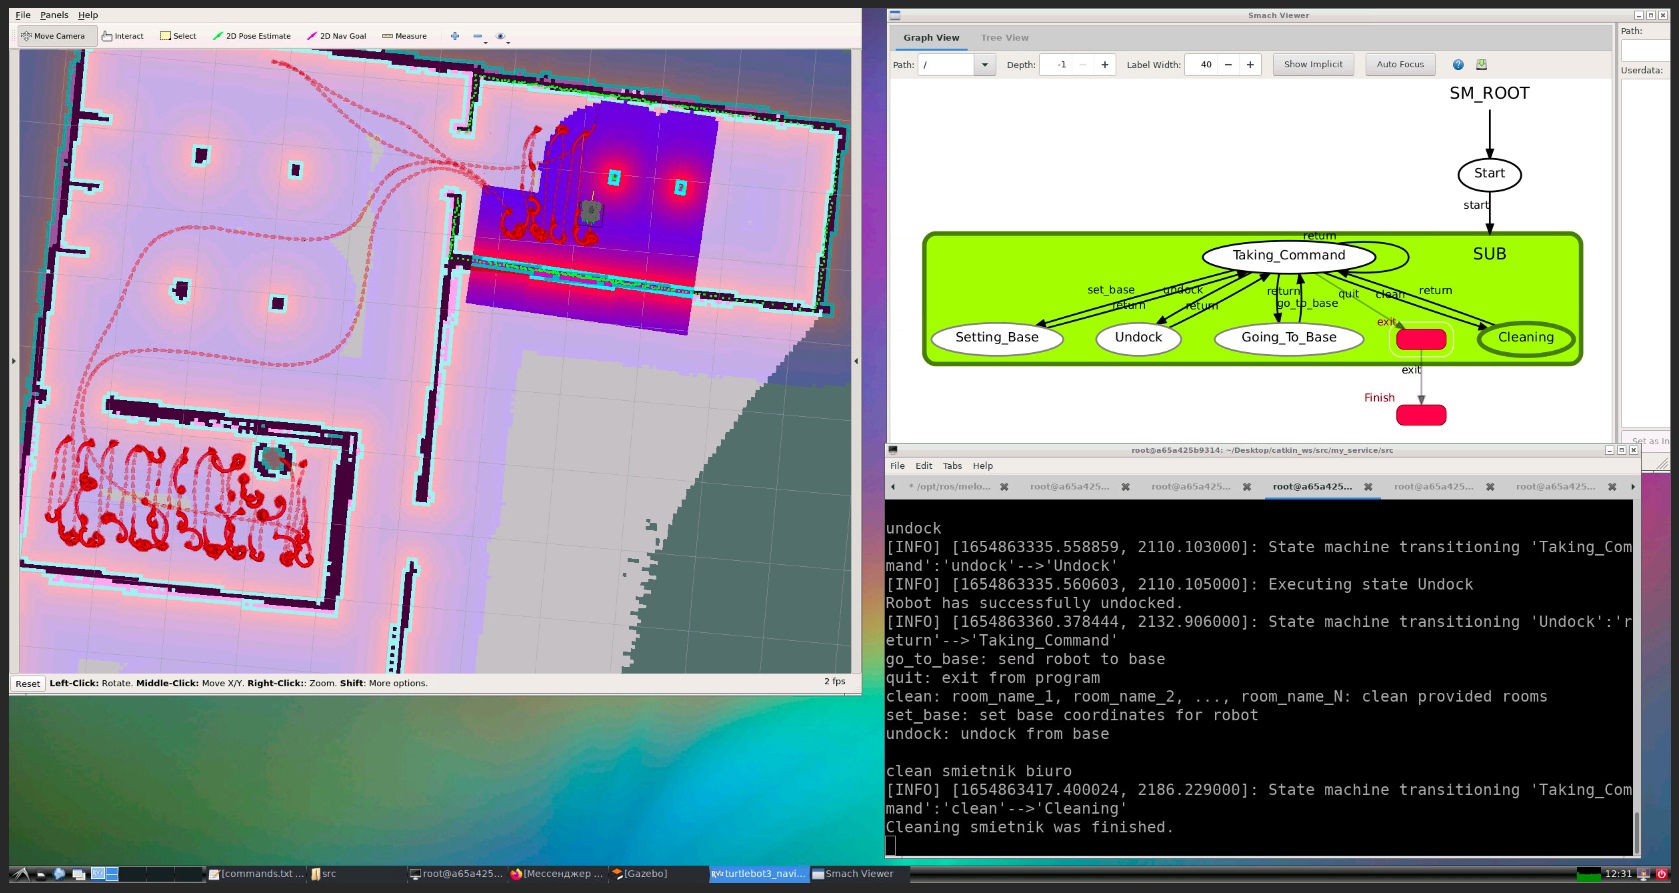 File Panels Help
Move Camera Interact Select 2D Pose Estimate 2D Nav Goal Measure
Reset Left-Click: Rotate. Middle-Click: Move X/Y. Right-Click:: Zoom. Shift: More options. 2 fps
Smach Viewer
Graph View Tree View
Path: / Depth: -1 Label Width: 40 Show Implicit Auto Focus
Path:
Userdata:
Set as In
SM_ROOT
Start
start
return
Taking_Command SUB
set_base undock return quit clean return
return return go_to_base
exit
Setting_Base Undock Going_To_Base Cleaning
exit
Finish
root@a65a425b9314: ~/Desktop/catkin_ws/src/my_service/src
File Edit Tabs Help
* /opt/ros/melo... root@a65a425... root@a65a425... root@a65a425... root@a65a425... root@a65a425...
undock
[INFO] [1654863335.558859, 2110.103000]: State machine transitioning 'Taking_Com
mand':'undock'-->'Undock'
[INFO] [1654863335.560603, 2110.105000]: Executing state Undock
Robot has successfully undocked.
[INFO] [1654863360.378444, 2132.906000]: State machine transitioning 'Undock':'r
eturn'-->'Taking_Command'
go_to_base: send robot to base
quit: exit from program
clean: room_name_1, room_name_2, ..., room_name_N: clean provided rooms
set_base: set base coordinates for robot
undock: undock from base
clean smietnik biuro
[INFO] [1654863417.400024, 2186.229000]: State machine transitioning 'Taking_Com
mand':'clean'-->'Cleaning'
Cleaning smietnik was finished.
[commands.txt ... src root@a65a425... [Мессенджер ... [Gazebo] turtlebot3_navi... Smach Viewer 12:31